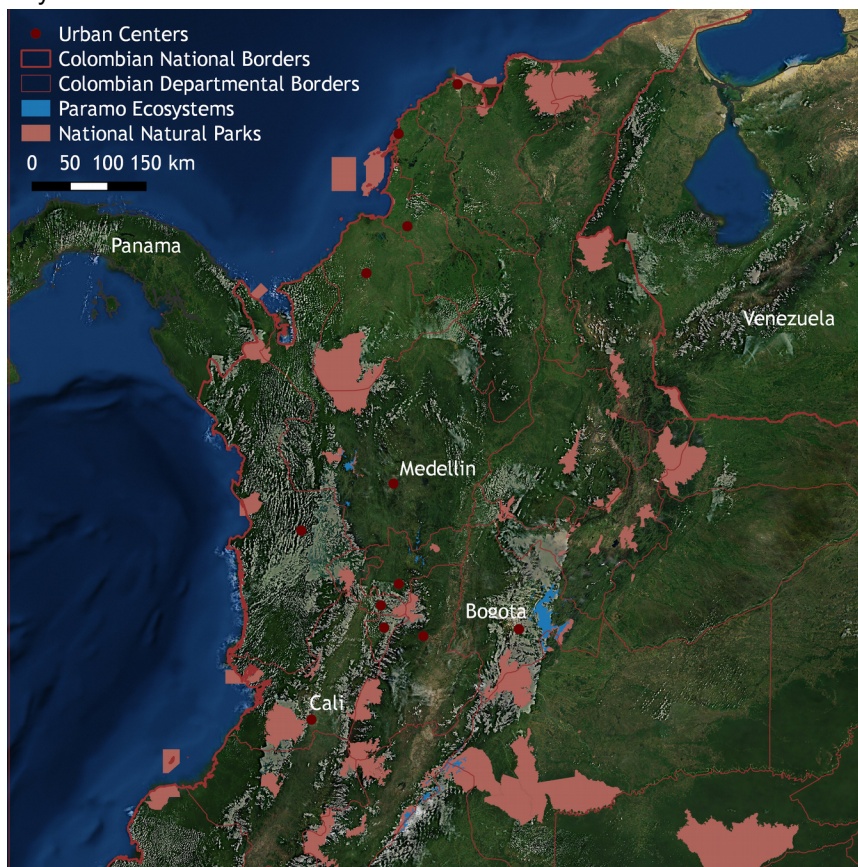 Urban Centers
Colombian National Borders
Colombian Departmental Borders
Paramo Ecosystems
National Natural Parks
0 50 100 150 km
Panama
Venezuela
Medellin
Bogota
Cali